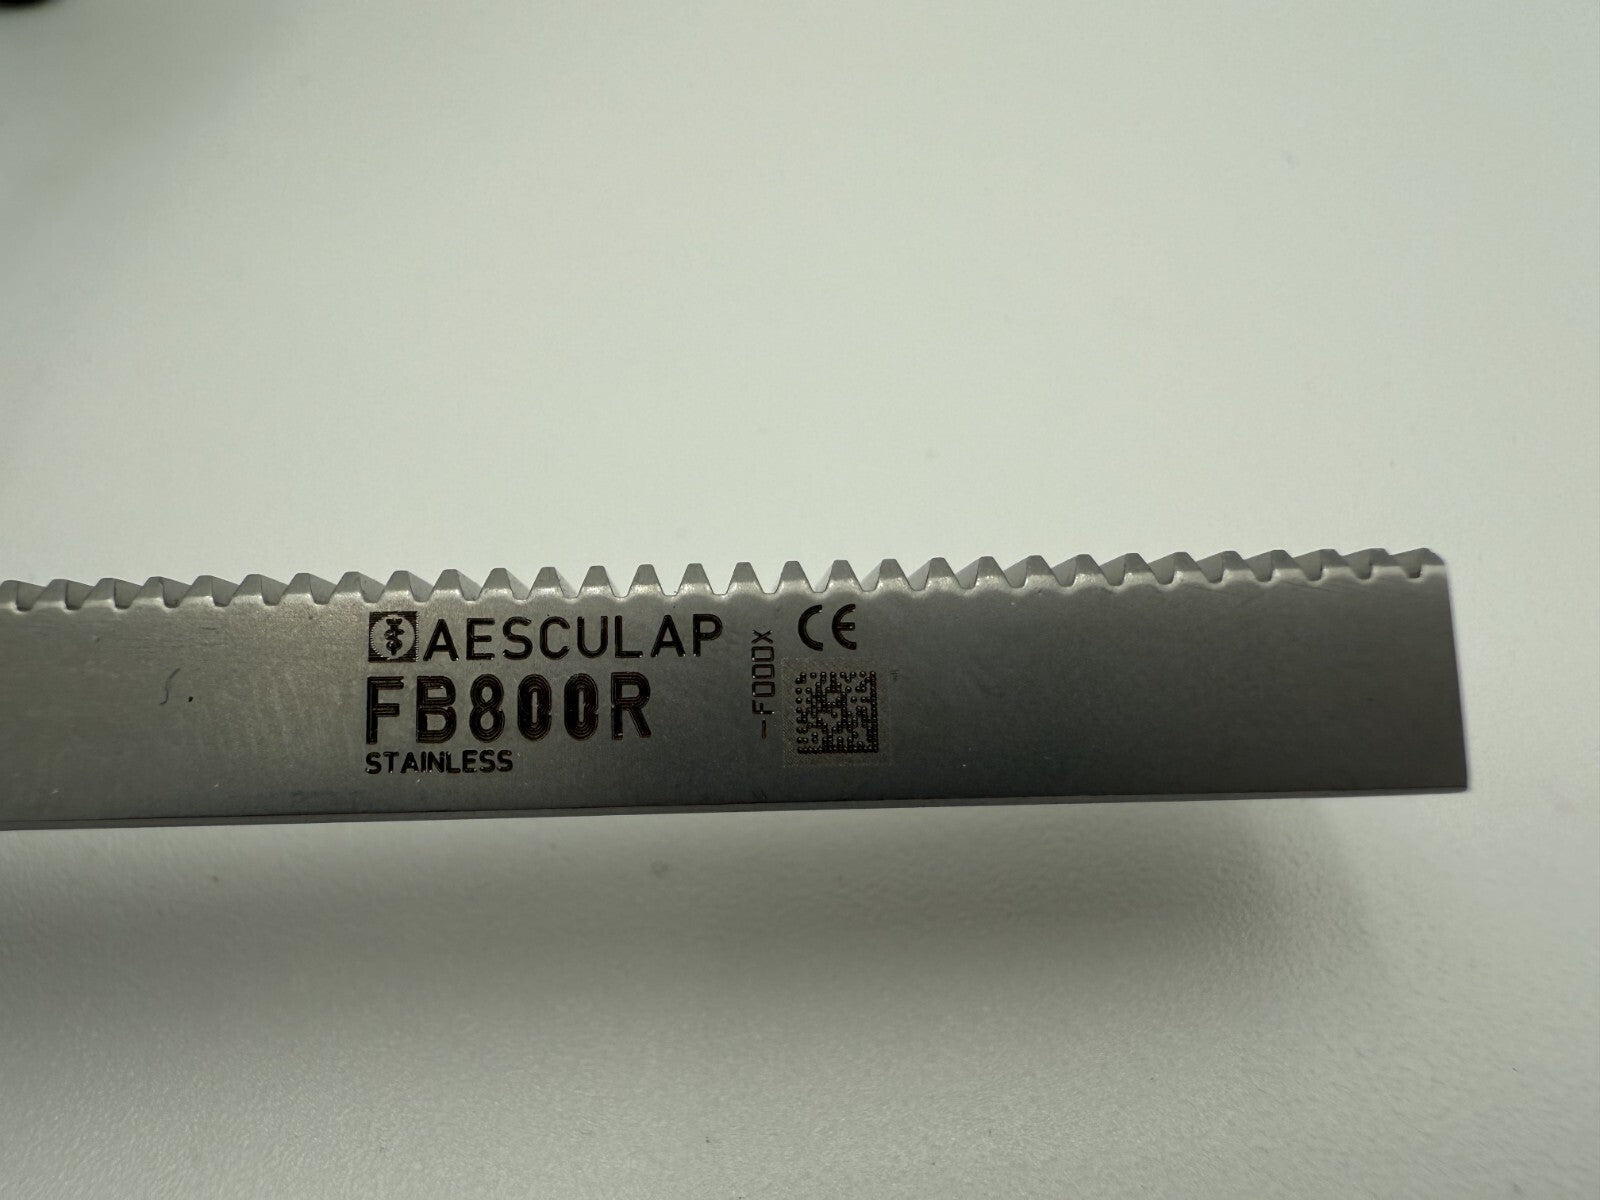 AESCULAP
FB800R
STAINLESS
-F000X
CE